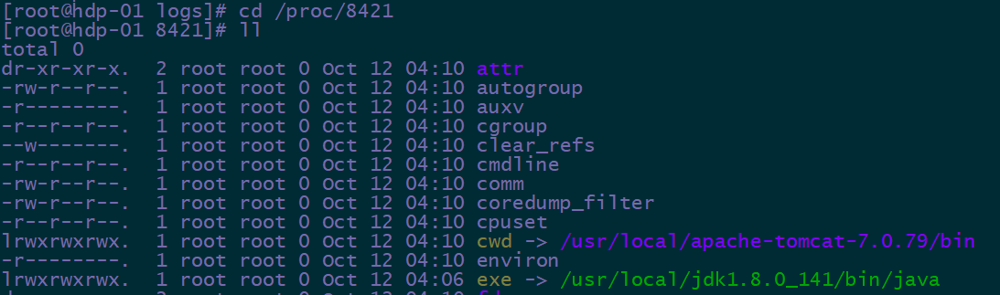 [root@hdp-01 logs]# cd /proc/8421
[root@hdp-01 8421]# ll
total 0
dr-xr-xr-x. 2 root root 0 Oct 12 04:10 attr
-rw-r--r--. 1 root root 0 Oct 12 04:10 autogroup
-r--------. 1 root root 0 Oct 12 04:10 auxv
-r--r--r--. 1 root root 0 Oct 12 04:10 cgroup
--w-------. 1 root root 0 Oct 12 04:10 clear_refs
-r--r--r--. 1 root root 0 Oct 12 04:10 cmdline
-rw-r--r--. 1 root root 0 Oct 12 04:10 comm
-rw-r--r--. 1 root root 0 Oct 12 04:10 coredump_filter
-r--r--r--. 1 root root 0 Oct 12 04:10 cpuset
lrwxrwxrwx. 1 root root 0 Oct 12 04:10 cwd -> /usr/local/apache-tomcat-7.0.79/bin
-r--------. 1 root root 0 Oct 12 04:10 environ
lrwxrwxrwx. 1 root root 0 Oct 12 04:06 exe -> /usr/local/jdk1.8.0_141/bin/java